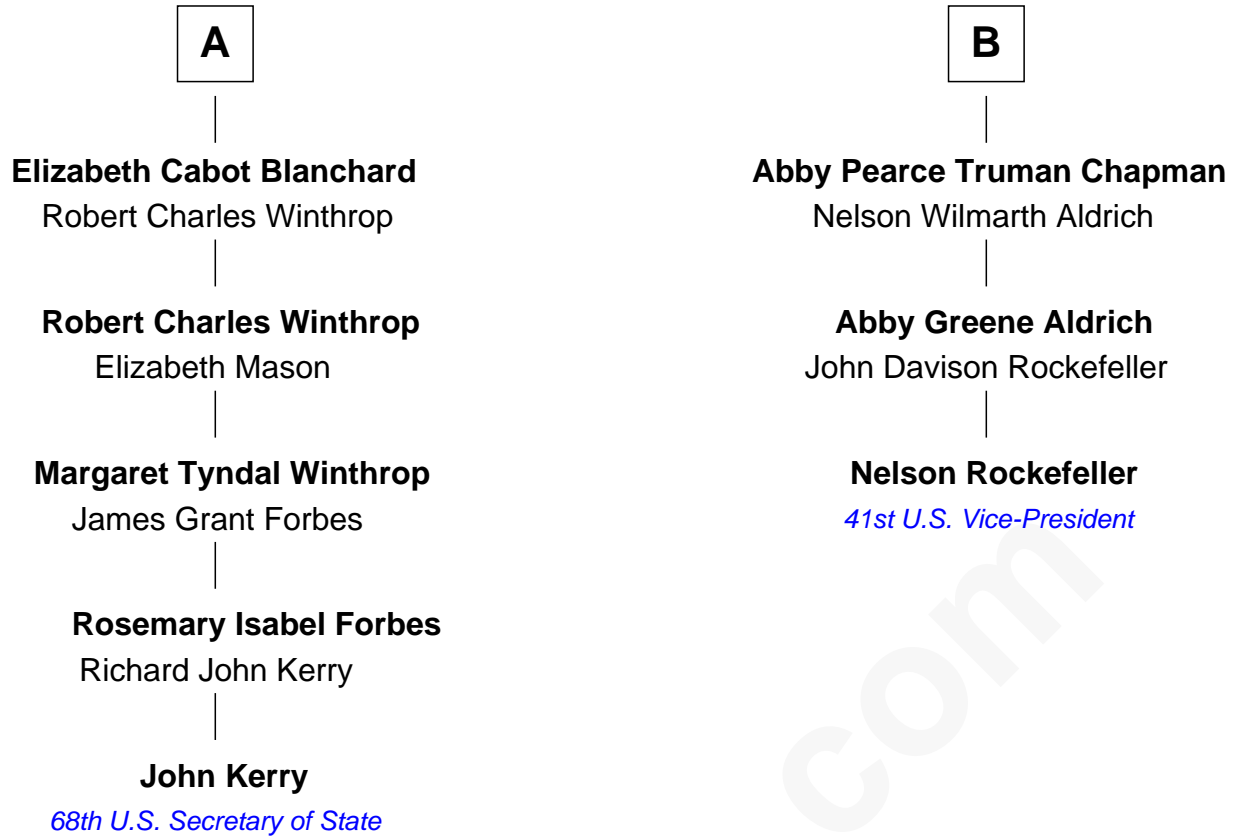 A
Elizabeth Cabot Blanchard
Robert Charles Winthrop
Robert Charles Winthrop
Elizabeth Mason
Margaret Tyndal Winthrop
James Grant Forbes
Rosemary Isabel Forbes
Richard John Kerry
John Kerry
68th U.S. Secretary of State
B
Abby Pearce Truman Chapman
Nelson Wilmarth Aldrich
Abby Greene Aldrich
John Davison Rockefeller
Nelson Rockefeller
41st U.S. Vice-President
com